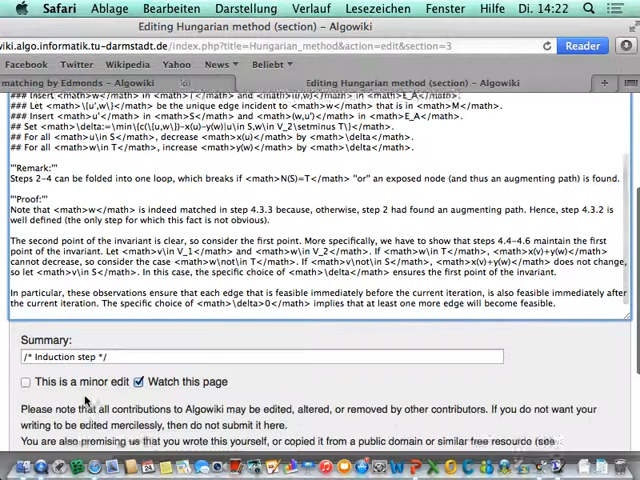 Safari Ablage Bearbeiten Darstellung Verlauf Lesezeichen Fenster Hilfe Di. 14:22
Editing Hungarian method (section) – Algowiki
wiki.algo.informatik.tu-darmstadt.de/index.php?title=Hungarian_method&action=edit&section=3 Reader
Facebook Twitter Wikipedia Yahoo News Beliebt
matching by Edmonds – Algowiki Editing Hungarian method (section) – Algowiki
### Let <math>\{u',w\}</math> be the unique edge incident to <math>w</math> that is in <math>M</math>.
### Insert <math>u'</math> in <math>S</math> and <math>(w,u')</math> in <math>E_A</math>.
## Set <math>\delta:=\min\{c(\{u,w\})-x(u)-y(w)|u\in S,w\in V_2\setminus T\}</math>.
## For all <math>u\in S</math>, decrease <math>x(u)</math> by <math>\delta</math>.
## For all <math>w\in T</math>, increase <math>y(w)</math> by <math>\delta</math>.
'''Remark:'''
Steps 2-4 can be folded into one loop, which breaks if <math>N(S)=T</math> ''or'' an exposed node (and thus an augmenting path) is found.
'''Proof:'''
Note that <math>w</math> is indeed matched in step 4.3.3 because, otherwise, step 2 had found an augmenting path. Hence, step 4.3.2 is
well defined (the only step for which this fact is not obvious).
The second point of the invariant is clear, so consider the first point. More specifically, we have to show that steps 4.4-4.6 maintain the first
point of the invariant. Let <math>v\in V_1</math> and <math>w\in V_2</math>. If <math>w\in T</math>, <math>x(v)+y(w)</math>
cannot decrease, so consider the case <math>w\not\in T</math>. If <math>v\not\in S</math>, <math>x(v)+y(w)</math> does not change,
so let <math>v\in S</math>. In this case, the specific choice of <math>\delta</math> ensures the first point of the invariant.
In particular, these observations ensure that each edge that is feasible immediately before the current iteration, is also feasible immediately after
the current iteration. The specific choice of <math>\delta>0</math> implies that at least one more edge will become feasible.
Summary:
/* Induction step */
This is a minor edit Watch this page
Please note that all contributions to Algowiki may be edited, altered, or removed by other contributors. If you do not want your
writing to be edited mercilessly, then do not submit it here.
You are also promising us that you wrote this yourself, or copied it from a public domain or similar free resource (see